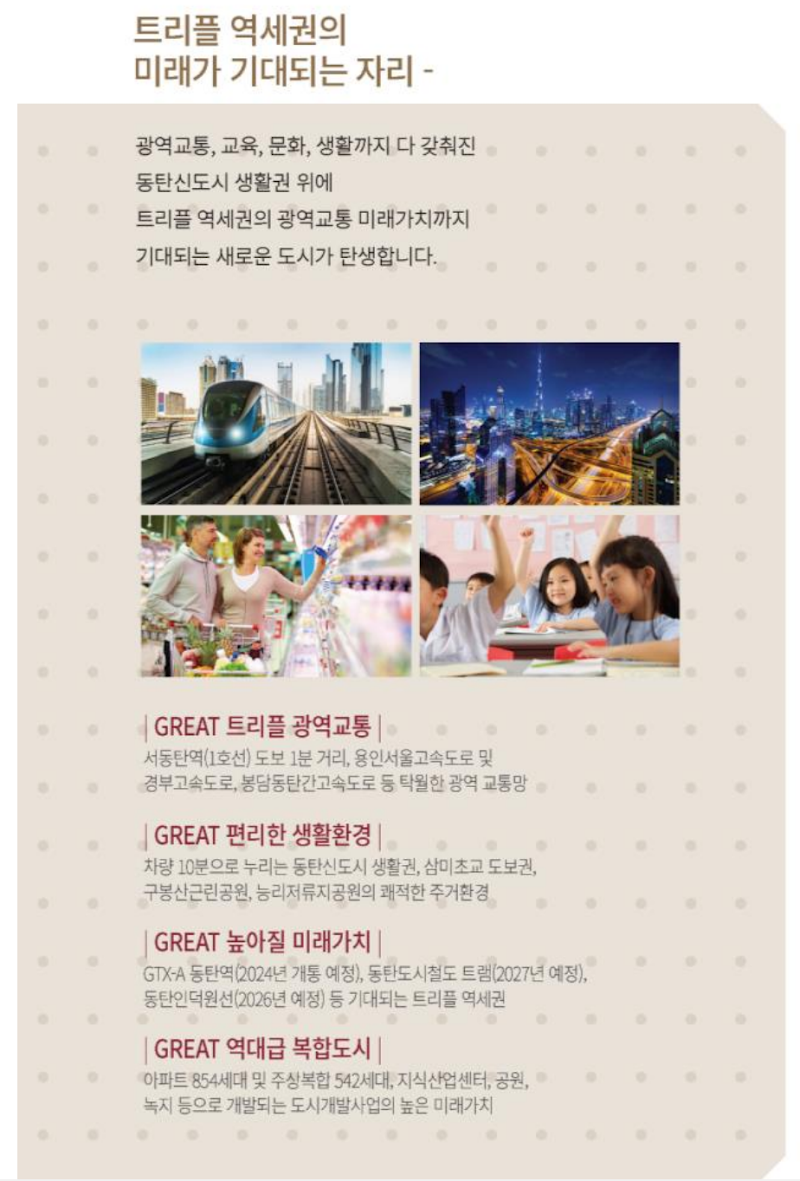 트리플 역세권의
미래가 기대되는 자리 -
광역교통, 교육, 문화, 생활까지 다 갖춰진
동탄신도시 생활권 위에
트리플 역세권의 광역교통 미래가치까지
기대되는 새로운 도시가 탄생합니다.
| GREAT 트리플 광역교통 |
서동탄역(1호선) 도보 1분 거리, 용인서울고속도로 및
경부고속도로, 봉담동탄간고속도로 등 탁월한 광역 교통망
| GREAT 편리한 생활환경 |
차량 10분으로 누리는 동탄신도시 생활권, 삼미초교 도보권,
구봉산근린공원, 능리저류지공원의 쾌적한 주거환경
| GREAT 높아질 미래가치 |
GTX-A 동탄역(2024년 개통 예정), 동탄도시철도 트램(2027년 예정),
동탄인덕원선(2026년 예정) 등 기대되는 트리플 역세권
| GREAT 역대급 복합도시 |
아파트 854세대 및 주상복합 542세대, 지식산업센터, 공원,
녹지 등으로 개발되는 도시개발사업의 높은 미래가치